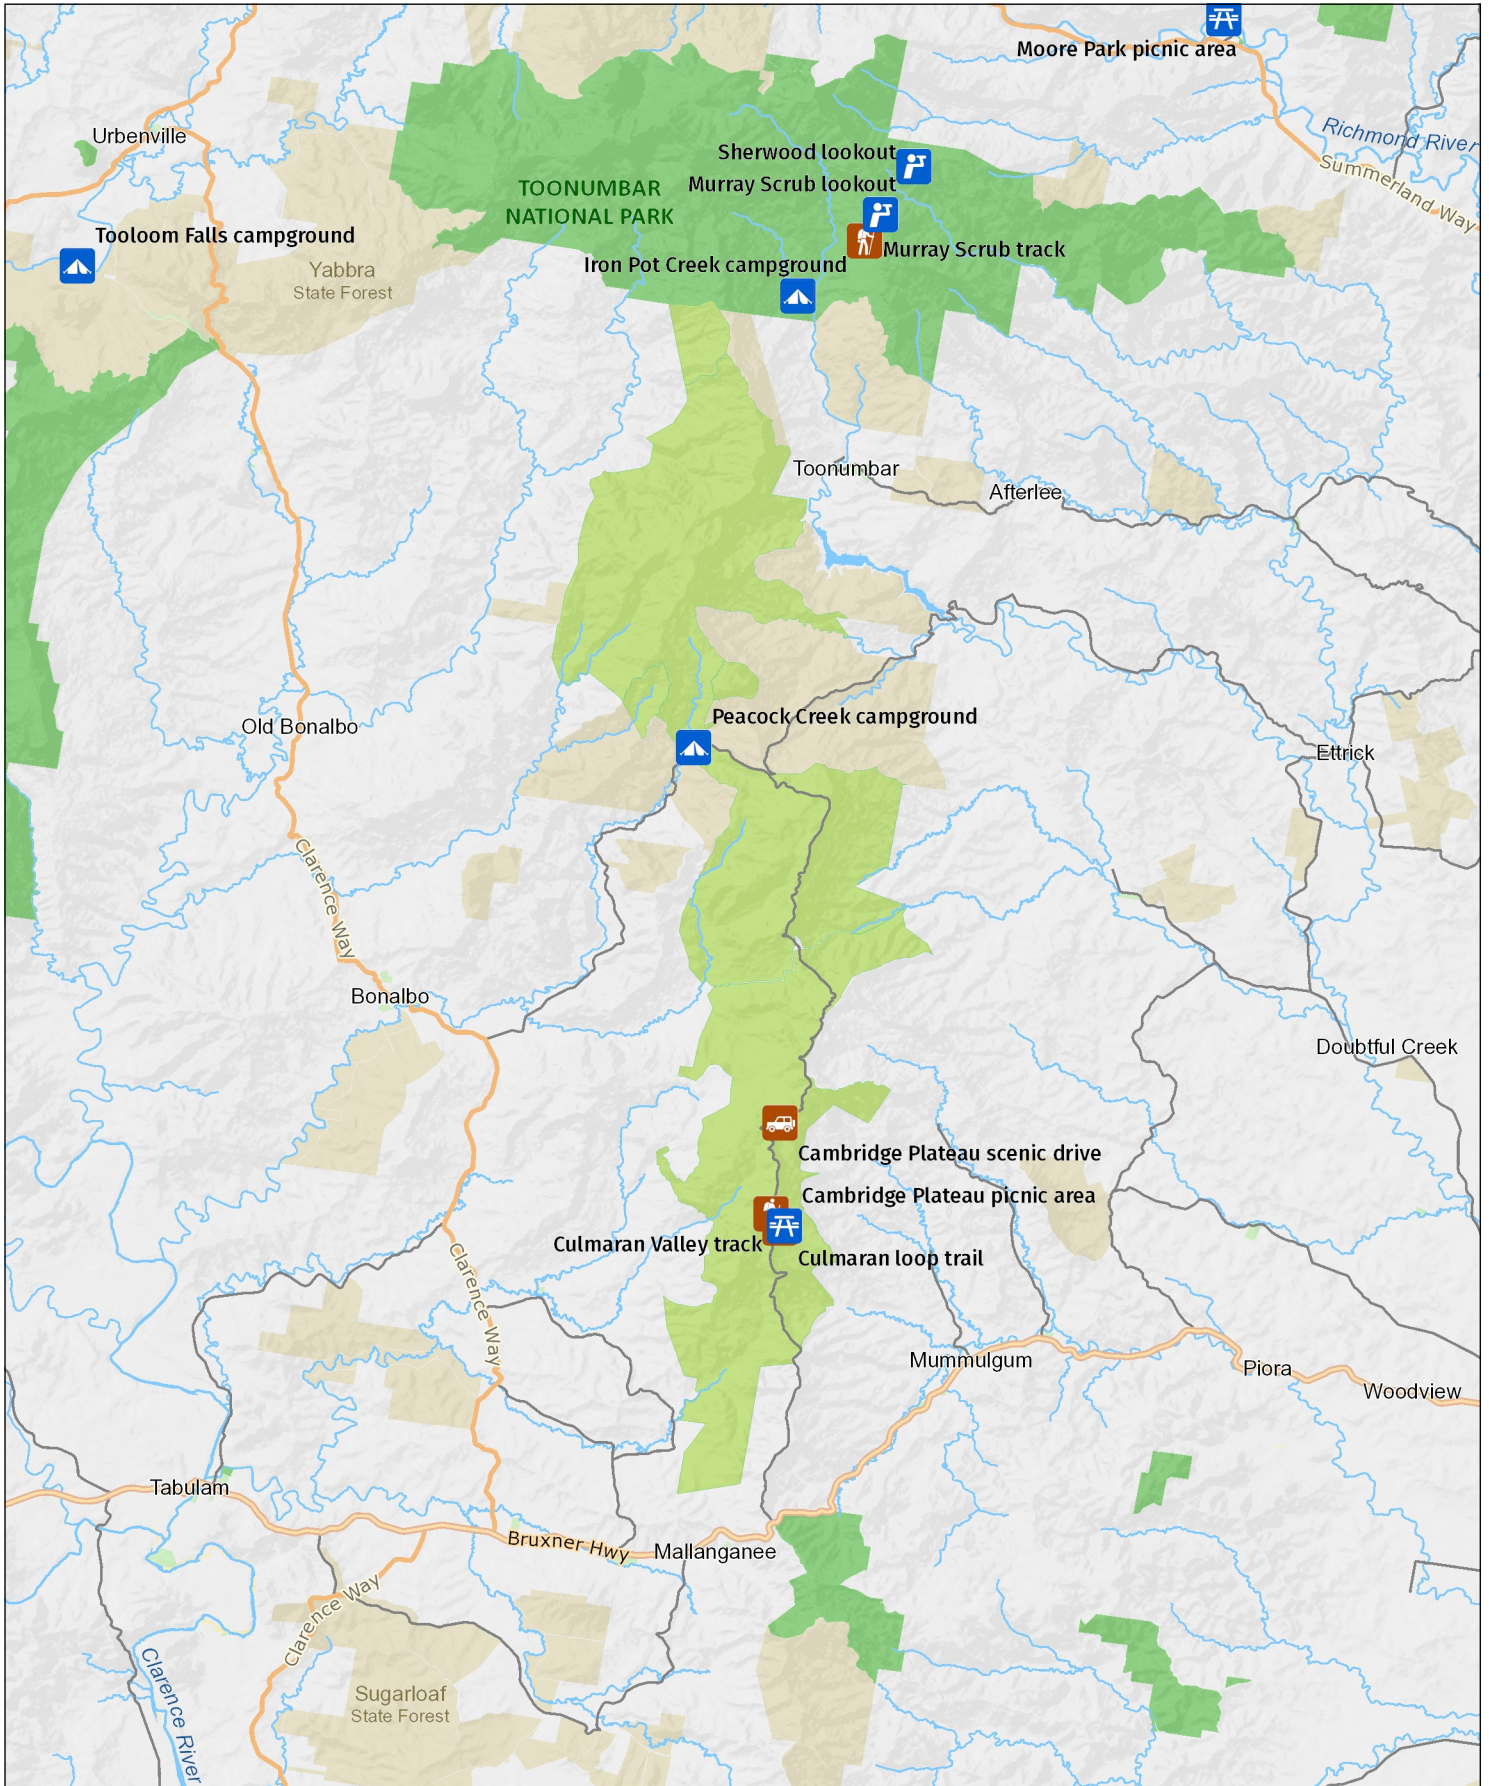 Moore Park picnic area
Richmond River
Summerland Way
Urbenville
Sherwood lookout
Murray Scrub lookout
TOONUMBAR
NATIONAL PARK
Tooloom Falls campground
Murray Scrub track
Iron Pot Creek campground
Yabbra
State Forest
Toonumbar
Afterlee
Peacock Creek campground
Old Bonalbo
Ettrick
Clarence Way
Bonalbo
Doubtful Creek
Cambridge Plateau scenic drive
Cambridge Plateau picnic area
Culmaran Valley track
Culmaran loop trail
Clarence Way
Mummulgum
Piora
Woodview
Tabulam
Bruxner Hwy
Mallanganee
Clarence Way
Clarence River
Sugarloaf
State Forest